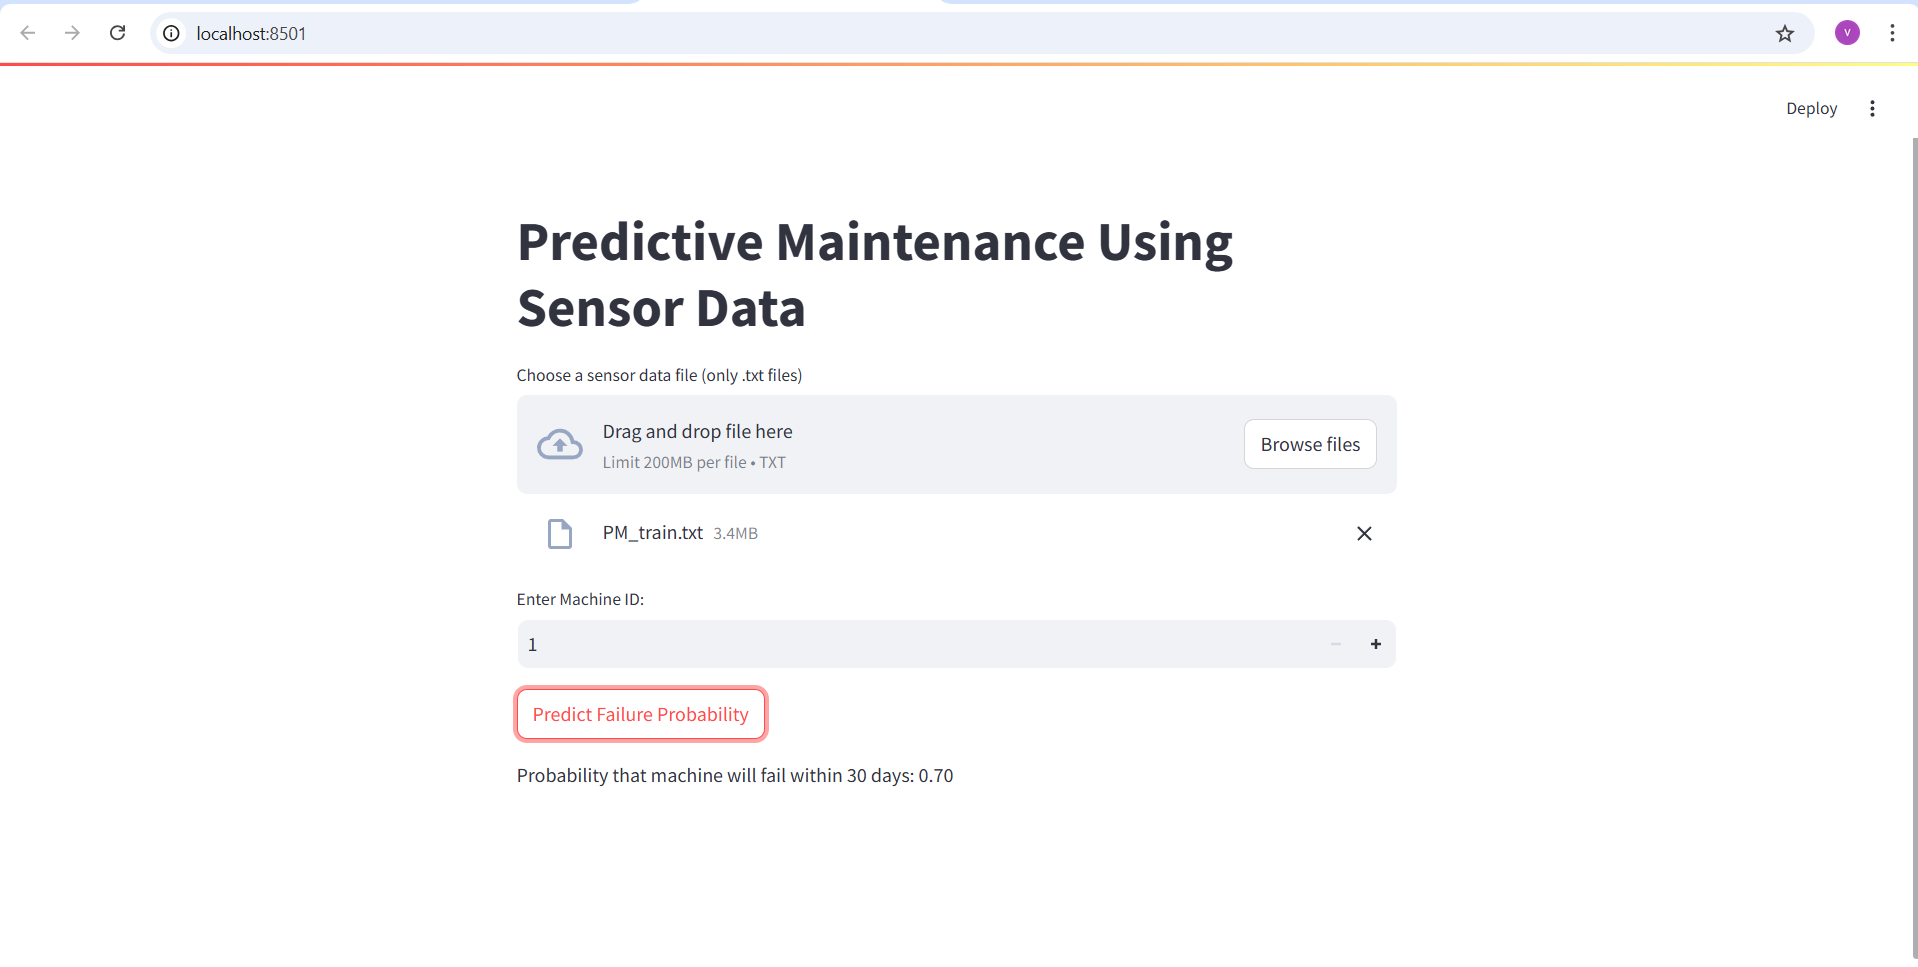 localhost:8501
V
Deploy
Predictive Maintenance Using
Sensor Data
Choose a sensor data file (only .txt files)
Drag and drop file here
Limit 200MB per file • TXT
Browse files
PM_train.txt 3.4MB
Enter Machine ID:
1
Predict Failure Probability
Probability that machine will fail within 30 days: 0.70